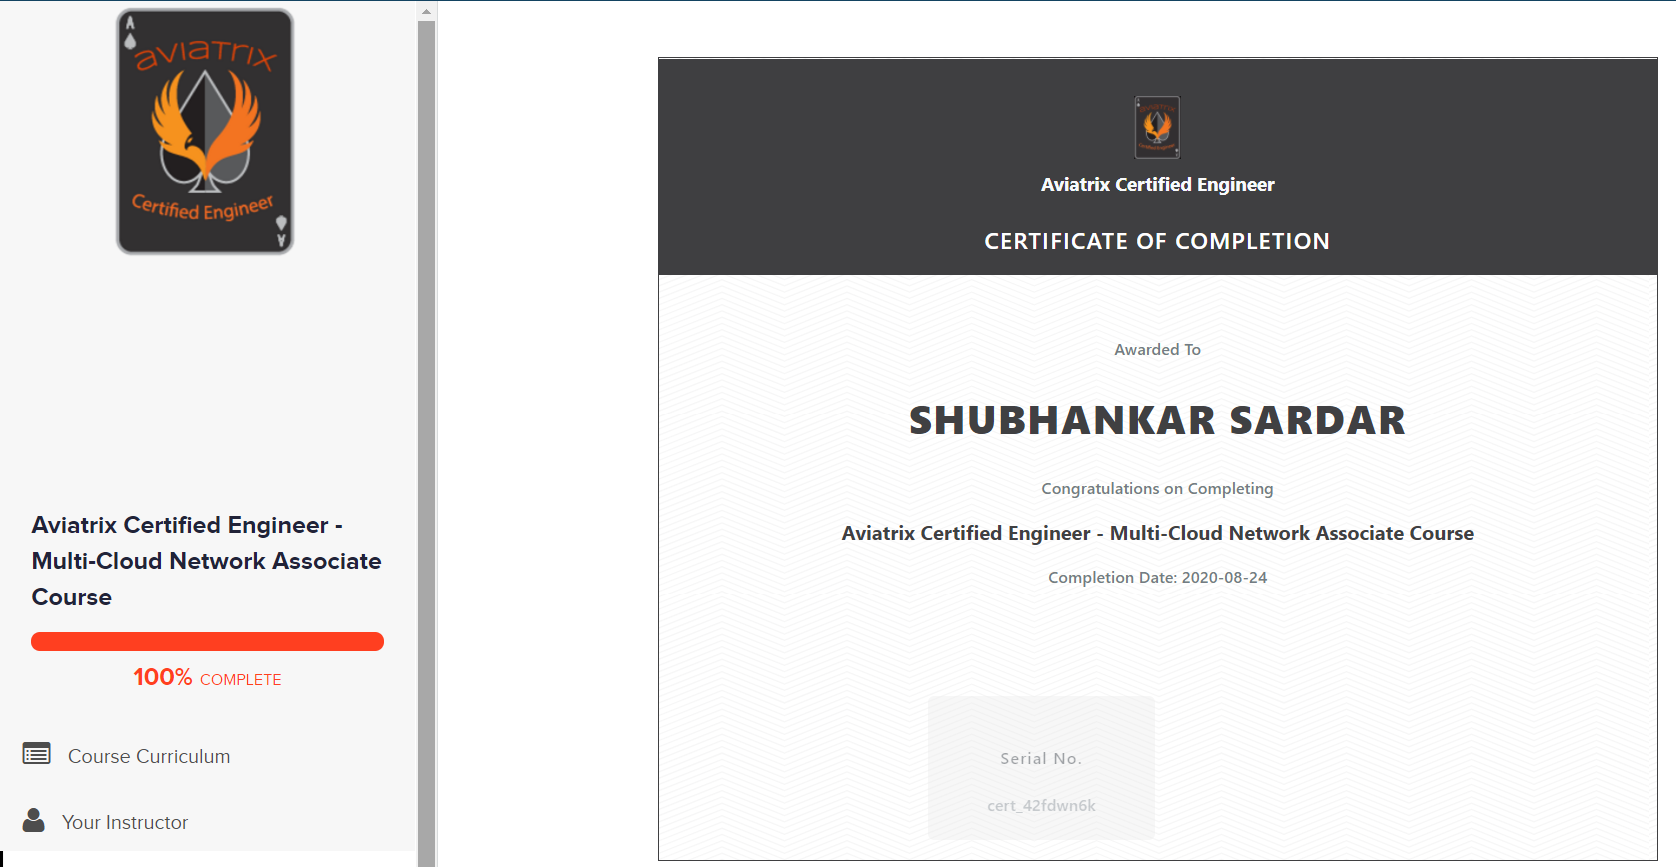 A
aviatrix
Certified Engineer
A
Aviatrix Certified Engineer -
Multi-Cloud Network Associate
Course
100% COMPLETE
Course Curriculum
Your Instructor
Aviatrix Certified Engineer
CERTIFICATE OF COMPLETION
Awarded To
SHUBHANKAR SARDAR
Congratulations on Completing
Aviatrix Certified Engineer - Multi-Cloud Network Associate Course
Completion Date: 2020-08-24
Serial No.
cert_42fdwn6k